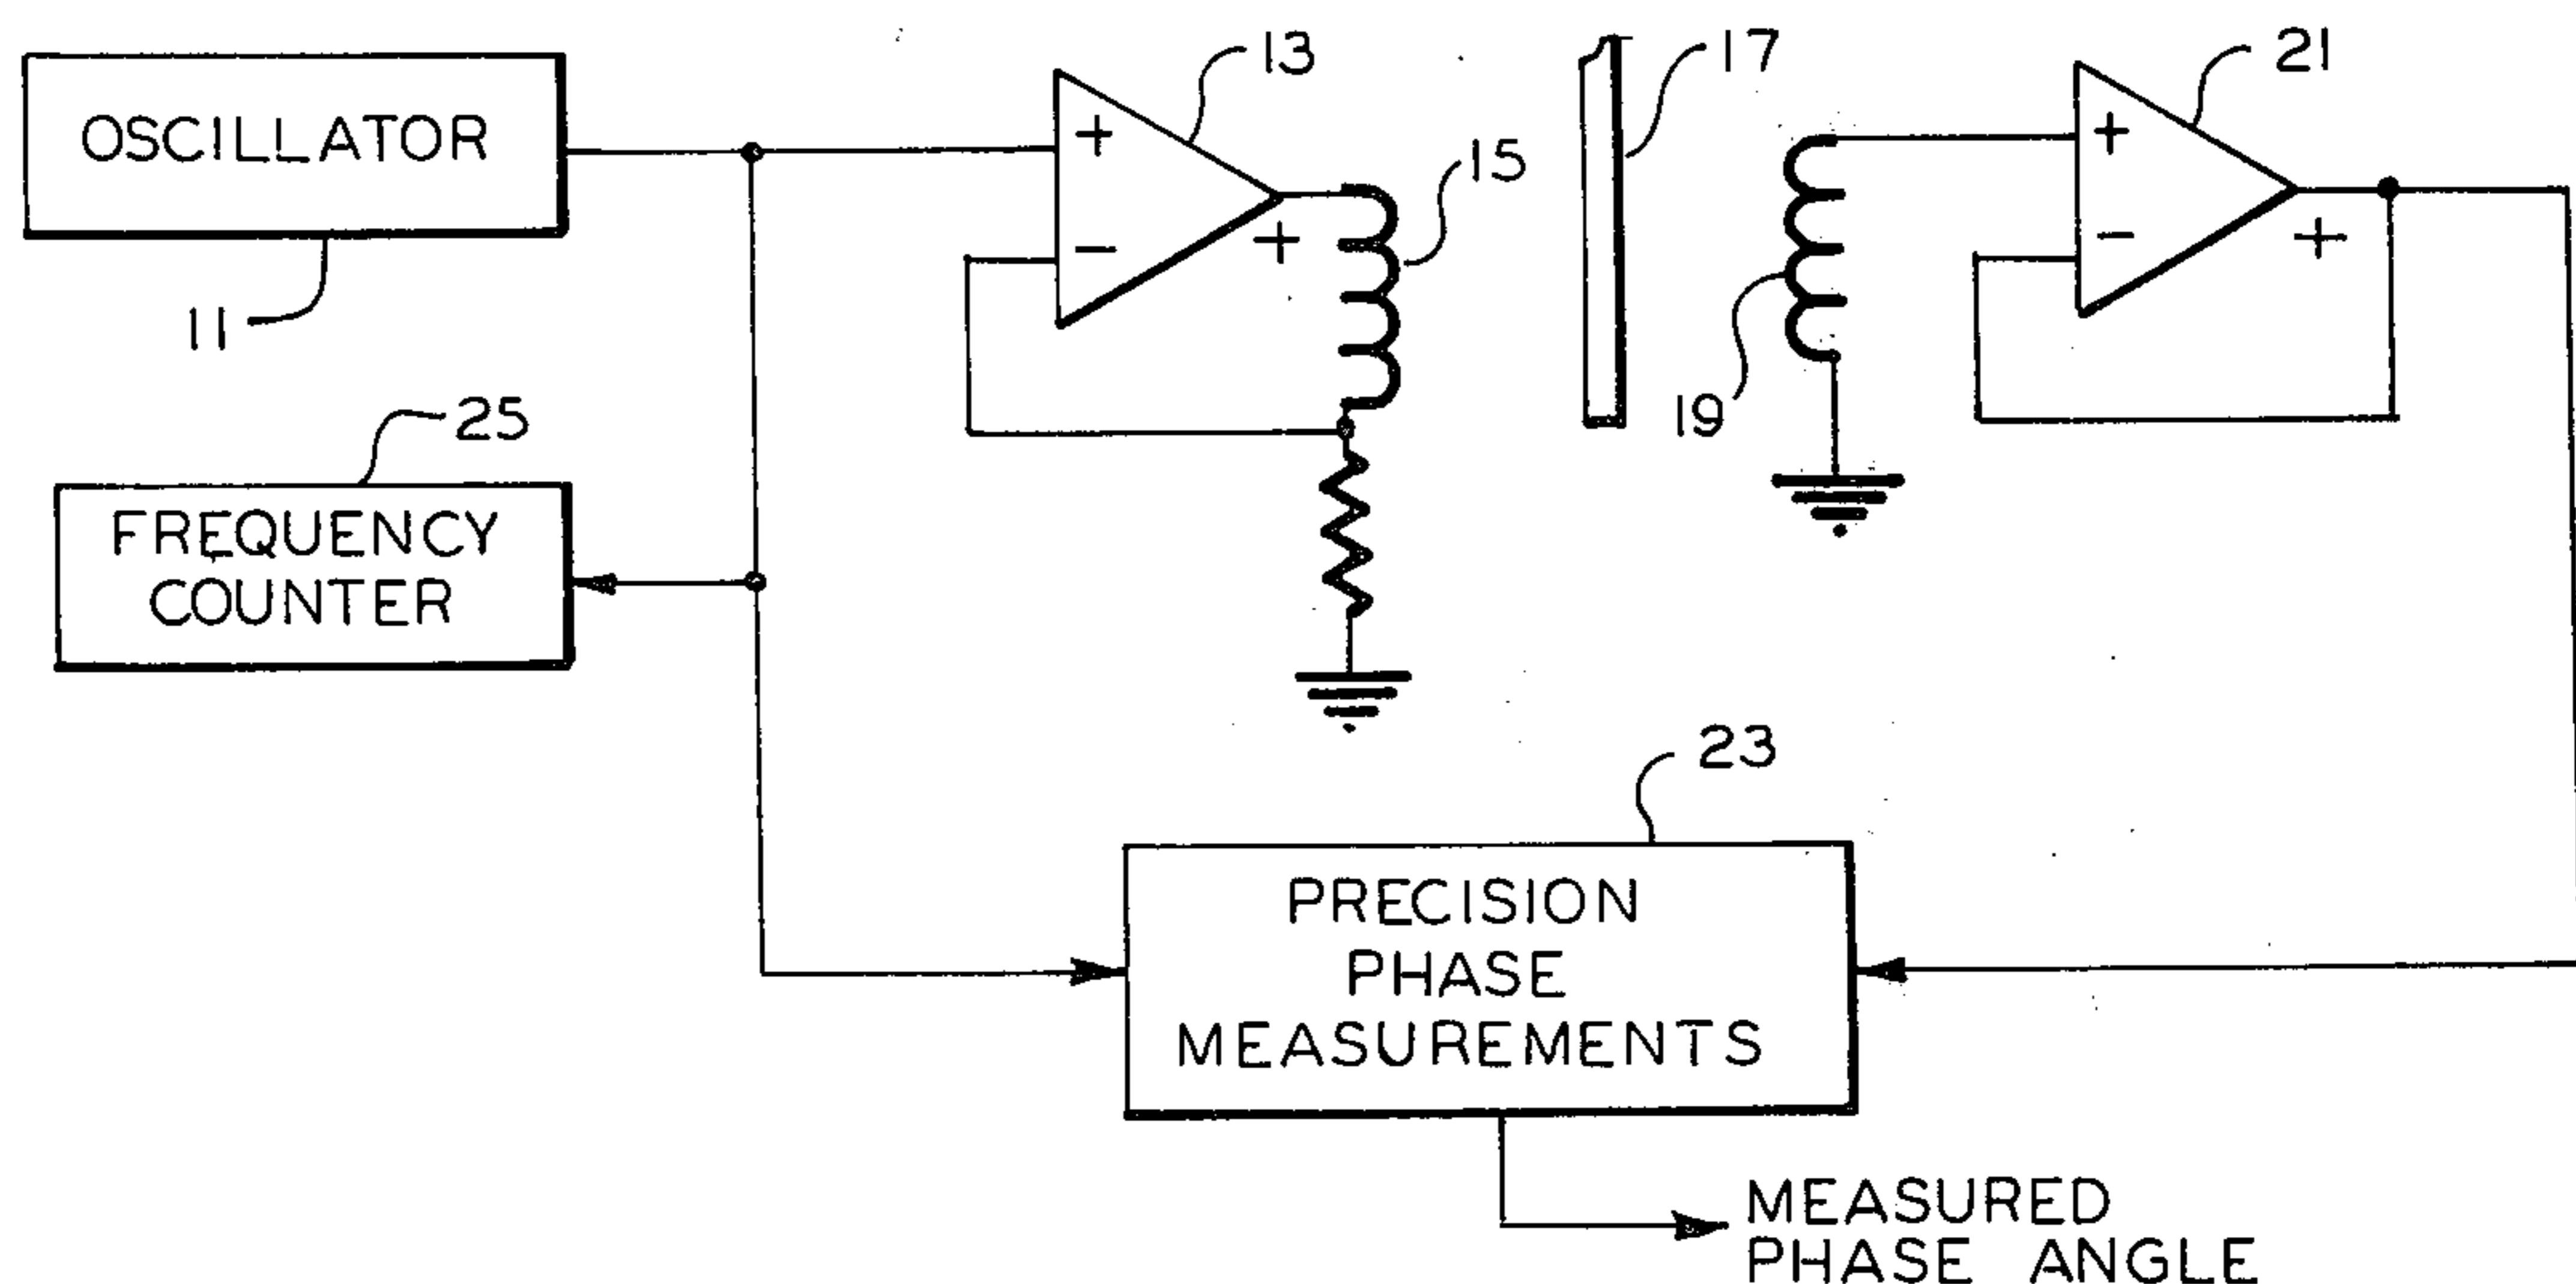 OSCILLATOR
11
13
+
-
+
15
17
19
21
+
-
+
25
FREQUENCY
COUNTER
23
PRECISION
PHASE
MEASUREMENTS
MEASURED
PHASE ANGLE